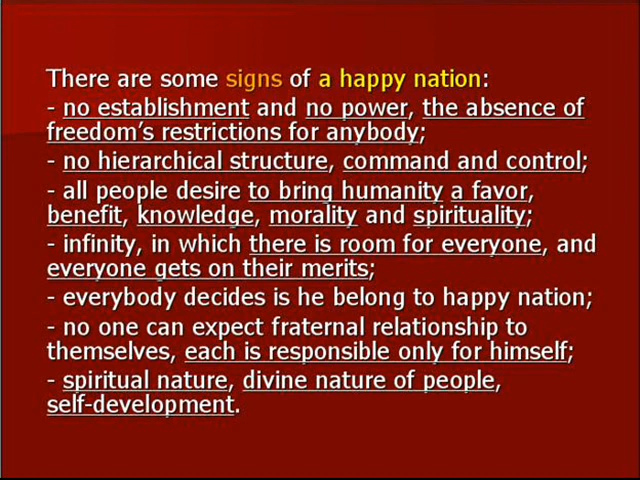 There are some signs of a happy nation:
- no establishment and no power, the absence of
freedom's restrictions for anybody;
- no hierarchical structure, command and control;
- all people desire to bring humanity a favor,
benefit, knowledge, morality and spirituality;
- infinity, in which there is room for everyone, and
everyone gets on their merits;
- everybody decides is he belong to happy nation;
- no one can expect fraternal relationship to
themselves, each is responsible only for himself;
- spiritual nature, divine nature of people,
self-development.